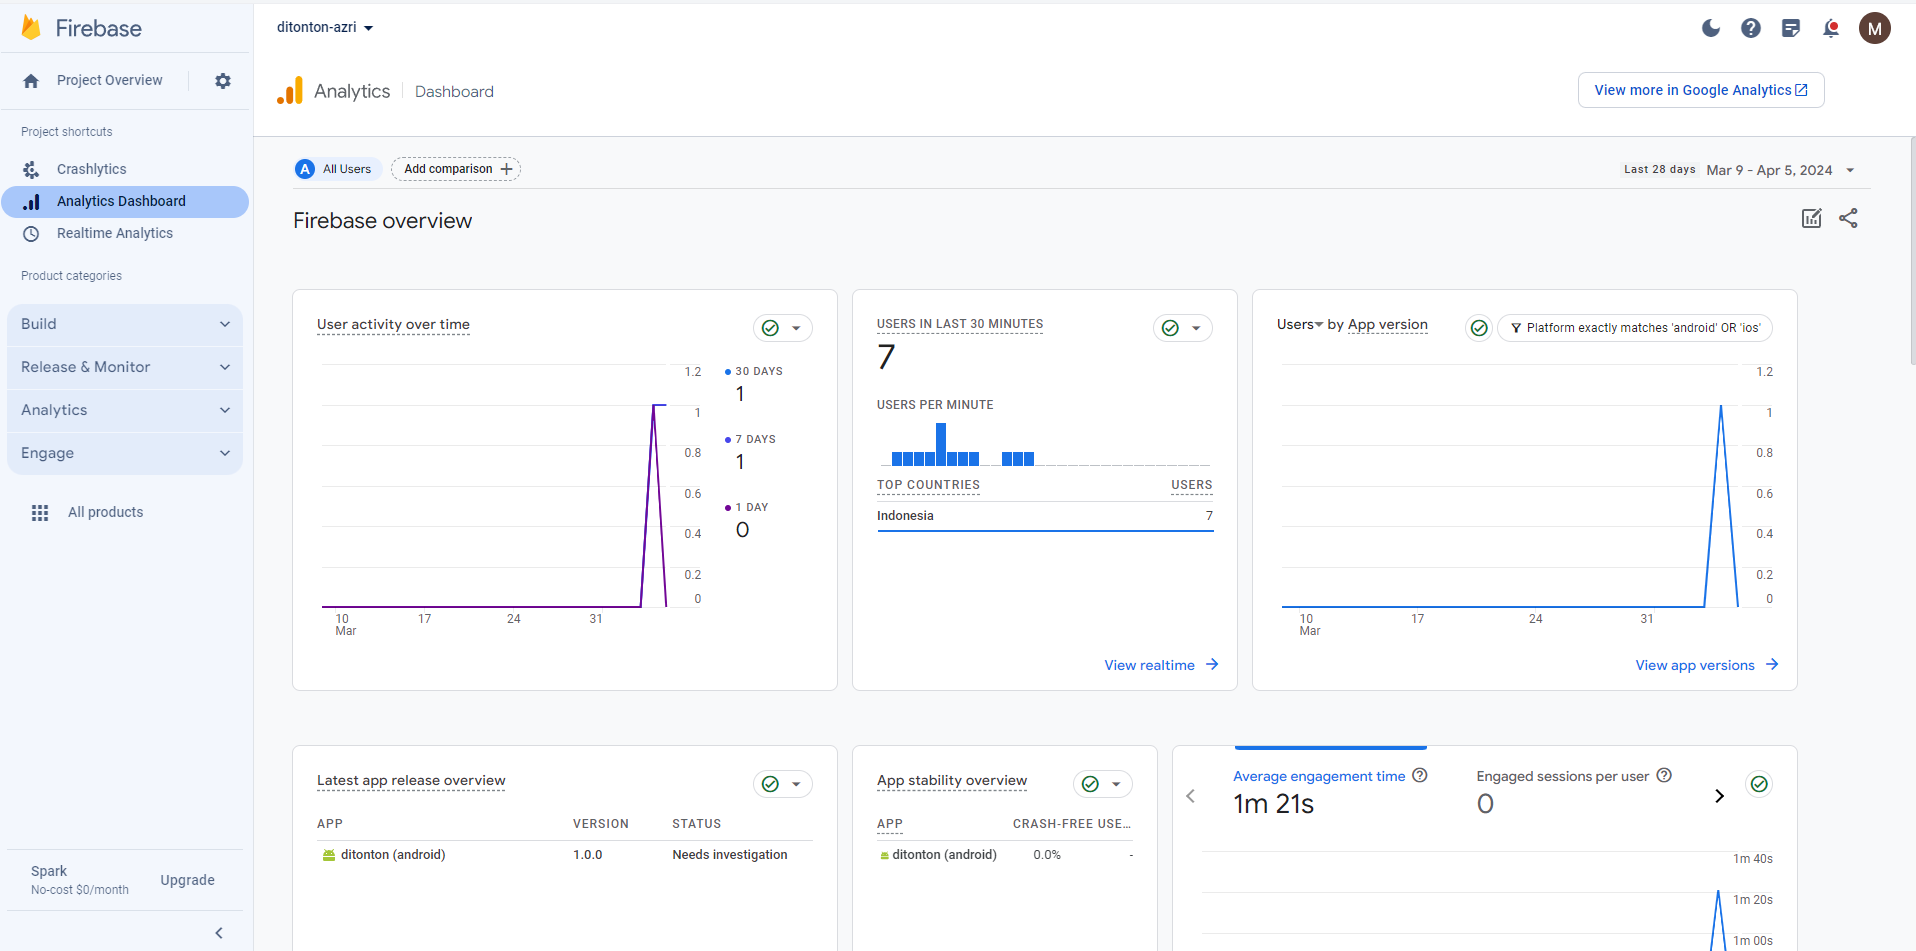 Firebase
ditonton-azri
M
Project Overview
Analytics
Dashboard
View more in Google Analytics
Project shortcuts
Crashlytics
Analytics Dashboard
Realtime Analytics
Product categories
Build
Release & Monitor
Analytics
Engage
All products
Spark
No-cost $0/month
Upgrade
A All Users
Add comparison
Last 28 days Mar 9 - Apr 5, 2024
Firebase overview
User activity over time
1.2
1
0.8
0.6
0.4
0.2
0
10
Mar
17
24
31
30 DAYS
1
7 DAYS
1
1 DAY
0
USERS IN LAST 30 MINUTES
7
USERS PER MINUTE
TOP COUNTRIES USERS
Indonesia 7
View realtime
Users by App version
Platform exactly matches 'android' OR 'ios'
1.2
1
0.8
0.6
0.4
0.2
0
10
Mar
17
24
31
View app versions
Latest app release overview
APP VERSION STATUS
ditonton (android) 1.0.0 Needs investigation
App stability overview
APP CRASH-FREE USE...
ditonton (android) 0.0% -
Average engagement time
1m 21s
Engaged sessions per user
0
1m 40s
1m 20s
1m 00s